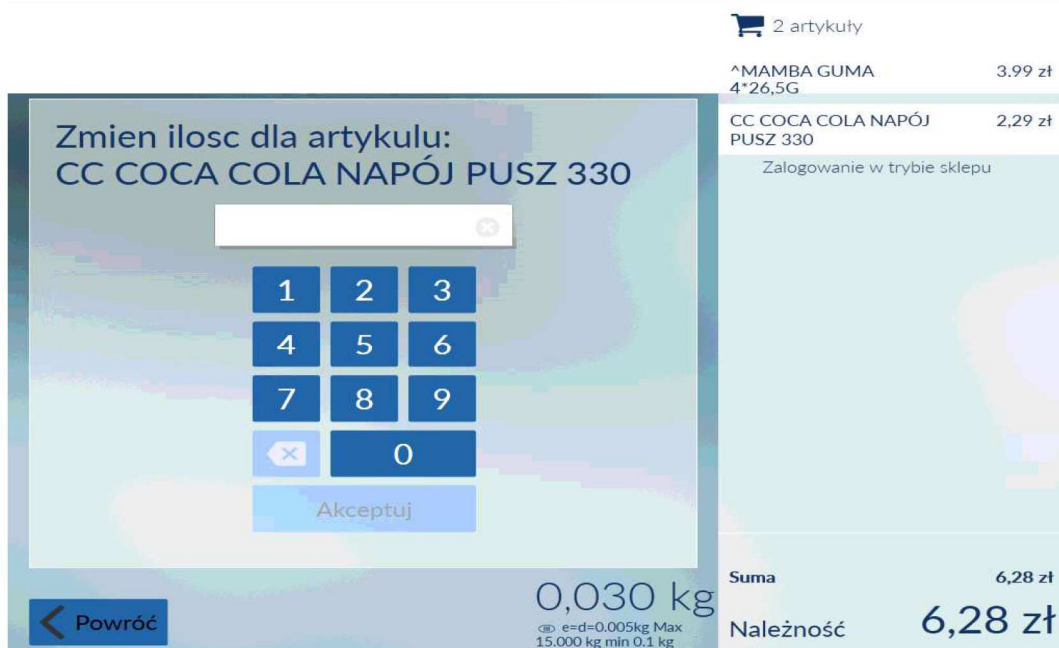 2 artykuły
^MAMBA GUMA 3.99 zł
4*26,5G
CC COCA COLA NAPÓJ 2,29 zł
PUSZ 330
Zalogowanie w trybie sklepu
Zmien ilosc dla artykulu:
CC COCA COLA NAPÓJ PUSZ 330
1 2 3
4 5 6
7 8 9
0
Akceptuj
Powróć
0,030 kg
e=d=0.005kg Max
15.000 kg min 0.1 kg
Suma 6,28 zł
Należność 6,28 zł